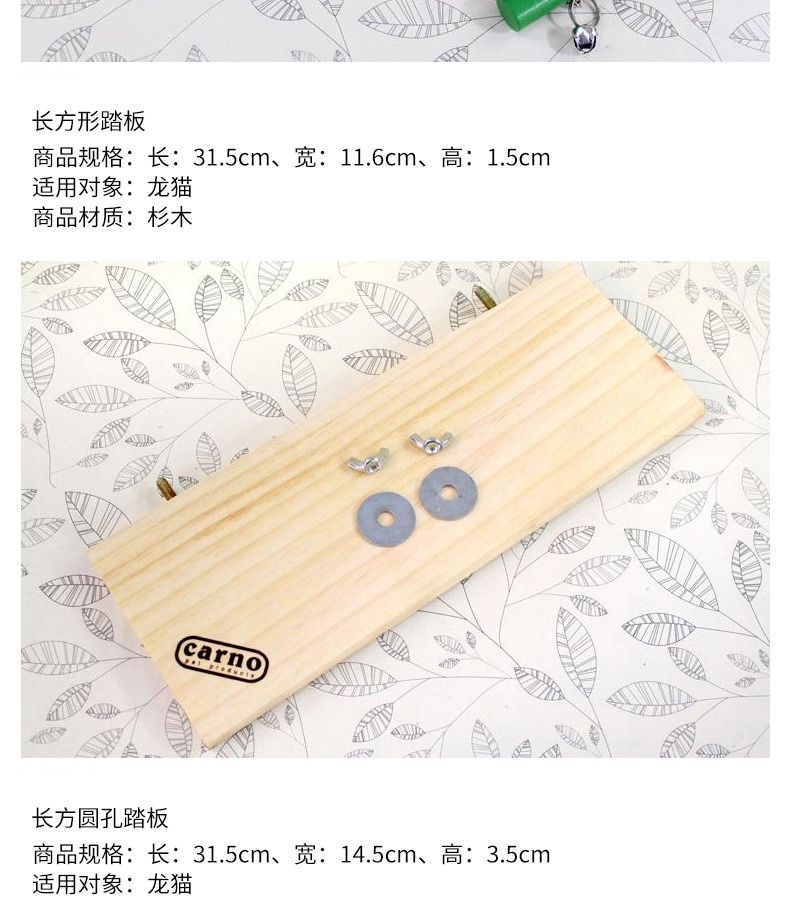 长方形踏板
商品规格：长：31.5cm、宽：11.6cm、高：1.5cm
适用对象：龙猫
商品材质：杉木
carno
pet products
长方圆孔踏板
商品规格：长：31.5cm、宽：14.5cm、高：3.5cm
适用对象：龙猫